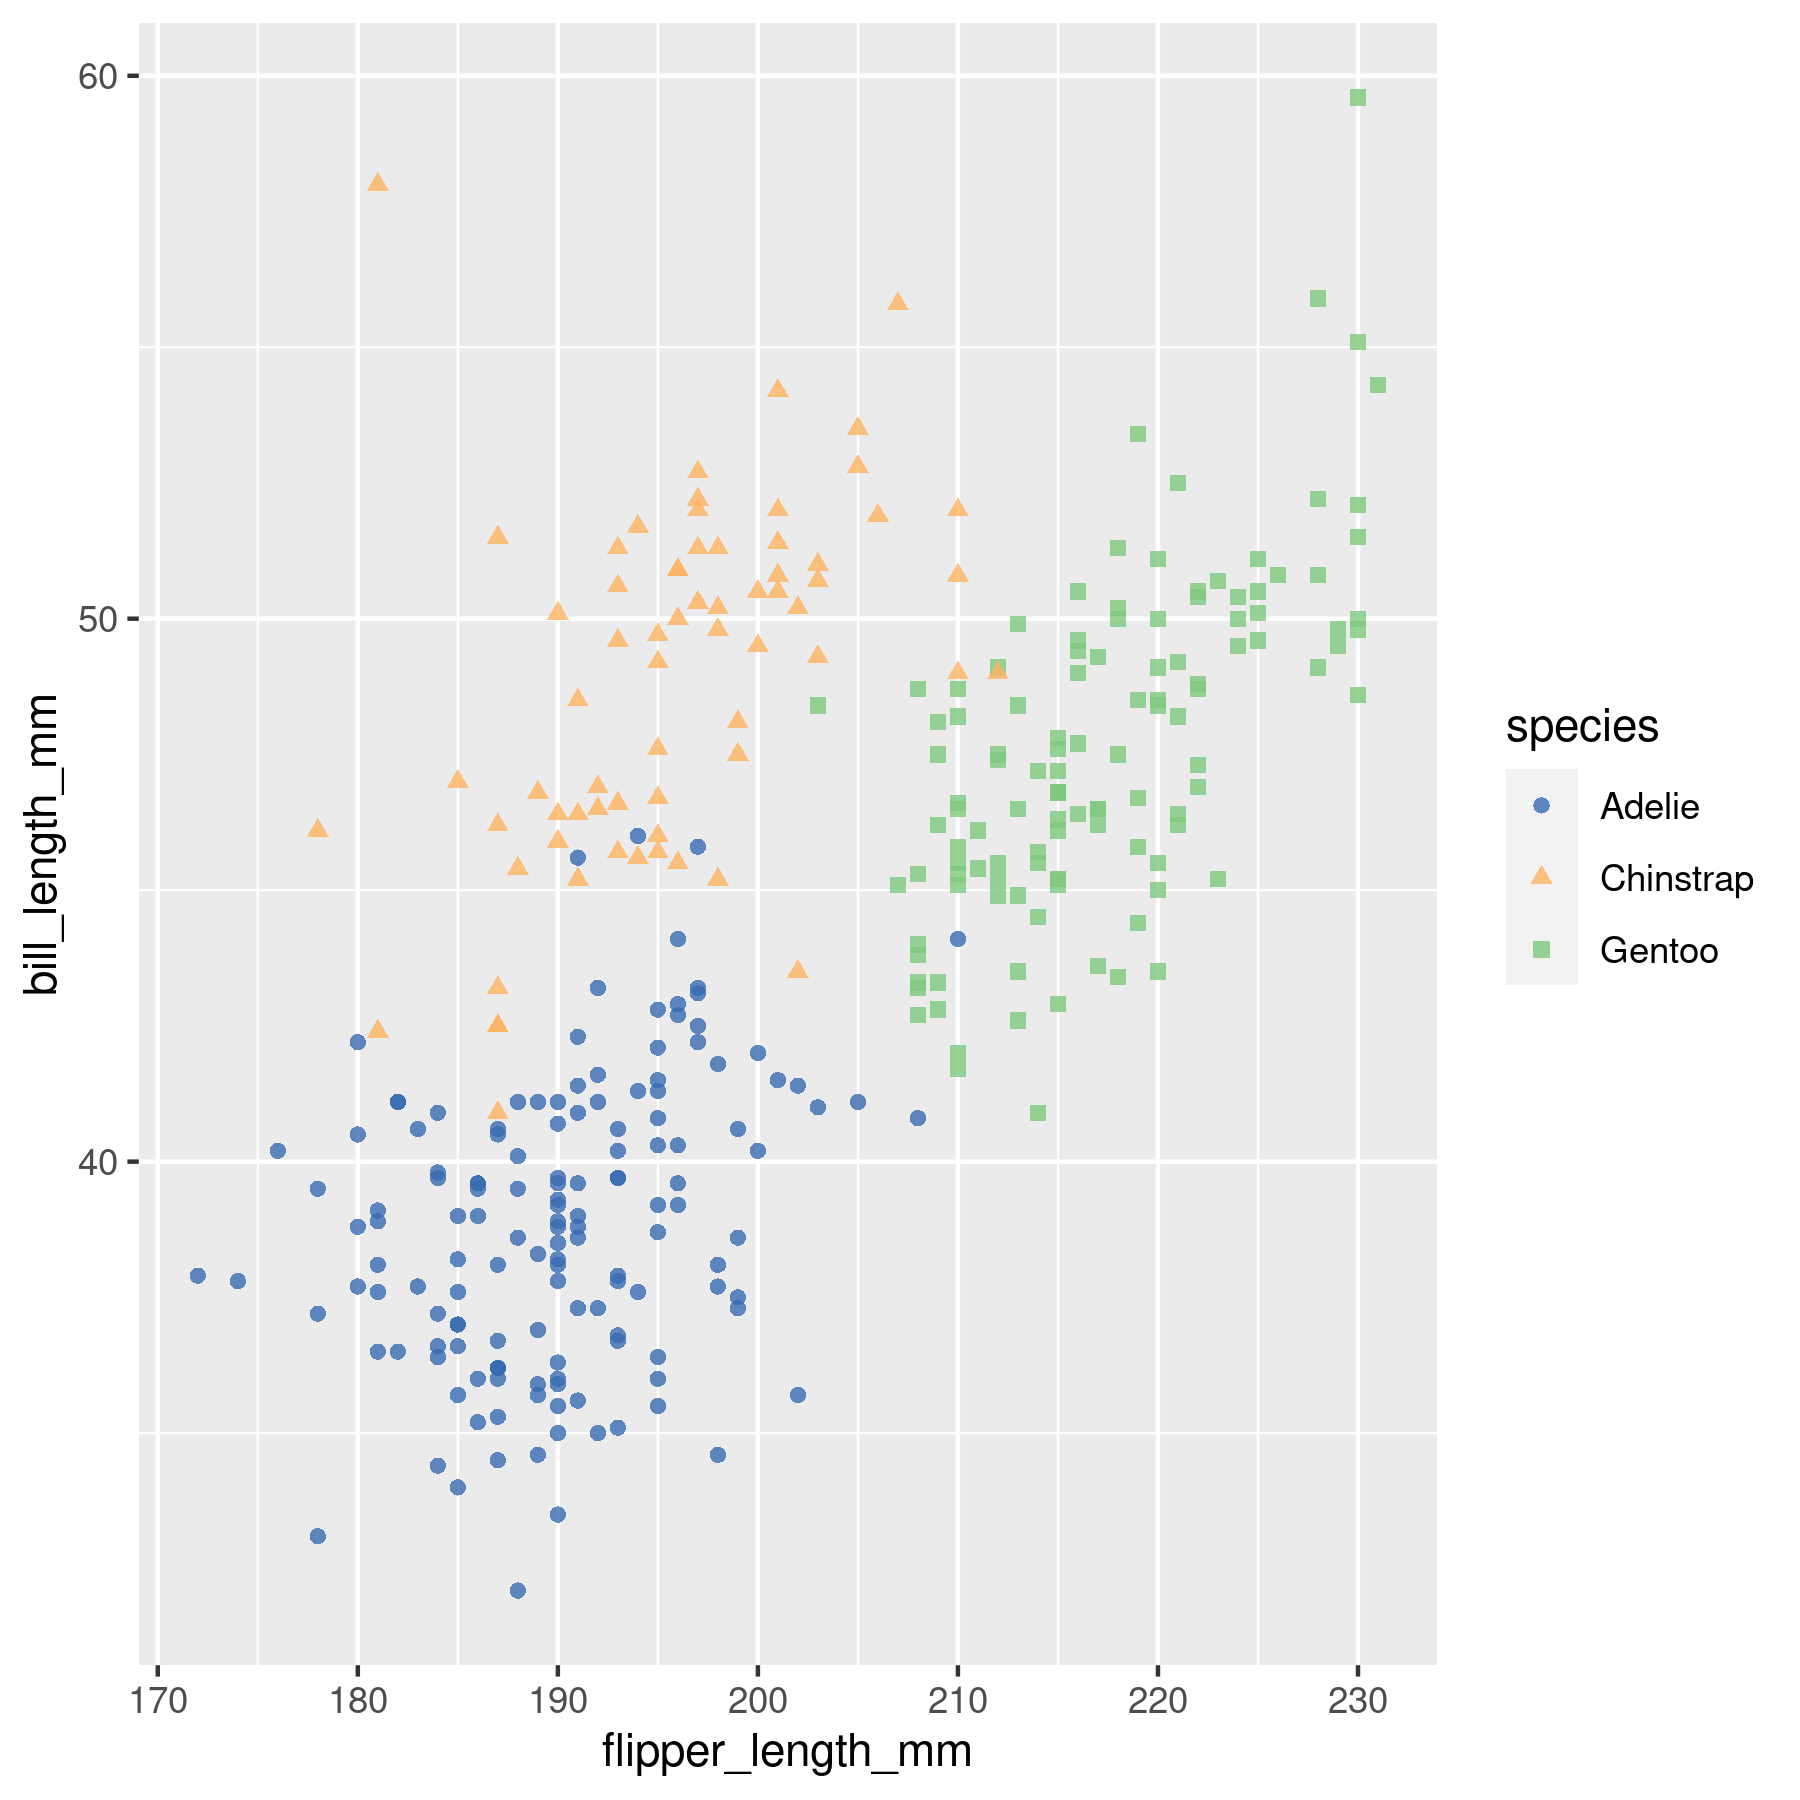 60
50
40
bill_length_mm
170 180 190 200 210 220 230
flipper_length_mm
species
Adelie
Chinstrap
Gentoo